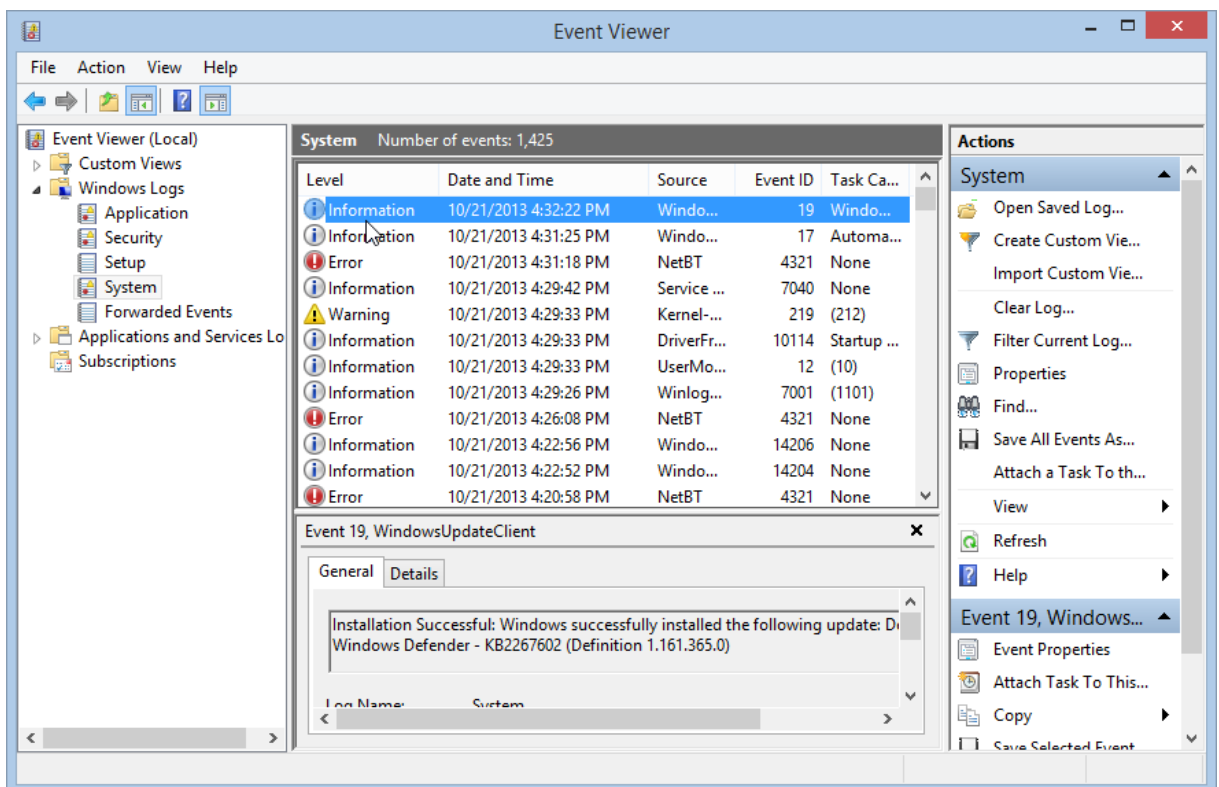 Event Viewer
File Action View Help
Event Viewer (Local)
Custom Views
Windows Logs
Application
Security
Setup
System
Forwarded Events
Applications and Services Lo
Subscriptions
System Number of events: 1,425
Level Date and Time Source Event ID Task Ca...
Information 10/21/2013 4:32:22 PM Windo... 19 Windo...
Information 10/21/2013 4:31:25 PM Windo... 17 Automa...
Error 10/21/2013 4:31:18 PM NetBT 4321 None
Information 10/21/2013 4:29:42 PM Service ... 7040 None
Warning 10/21/2013 4:29:33 PM Kernel-... 219 (212)
Information 10/21/2013 4:29:33 PM DriverFr... 10114 Startup ...
Information 10/21/2013 4:29:33 PM UserMo... 12 (10)
Information 10/21/2013 4:29:26 PM Winlog... 7001 (1101)
Error 10/21/2013 4:26:08 PM NetBT 4321 None
Information 10/21/2013 4:22:56 PM Windo... 14206 None
Information 10/21/2013 4:22:52 PM Windo... 14204 None
Error 10/21/2013 4:20:58 PM NetBT 4321 None
Event 19, WindowsUpdateClient
General Details
Installation Successful: Windows successfully installed the following update: De
Windows Defender - KB2267602 (Definition 1.161.365.0)
Log Name: System
Actions
System
Open Saved Log...
Create Custom Vie...
Import Custom Vie...
Clear Log...
Filter Current Log...
Properties
Find...
Save All Events As...
Attach a Task To th...
View
Refresh
Help
Event 19, Windows...
Event Properties
Attach Task To This...
Copy
Save Selected Event